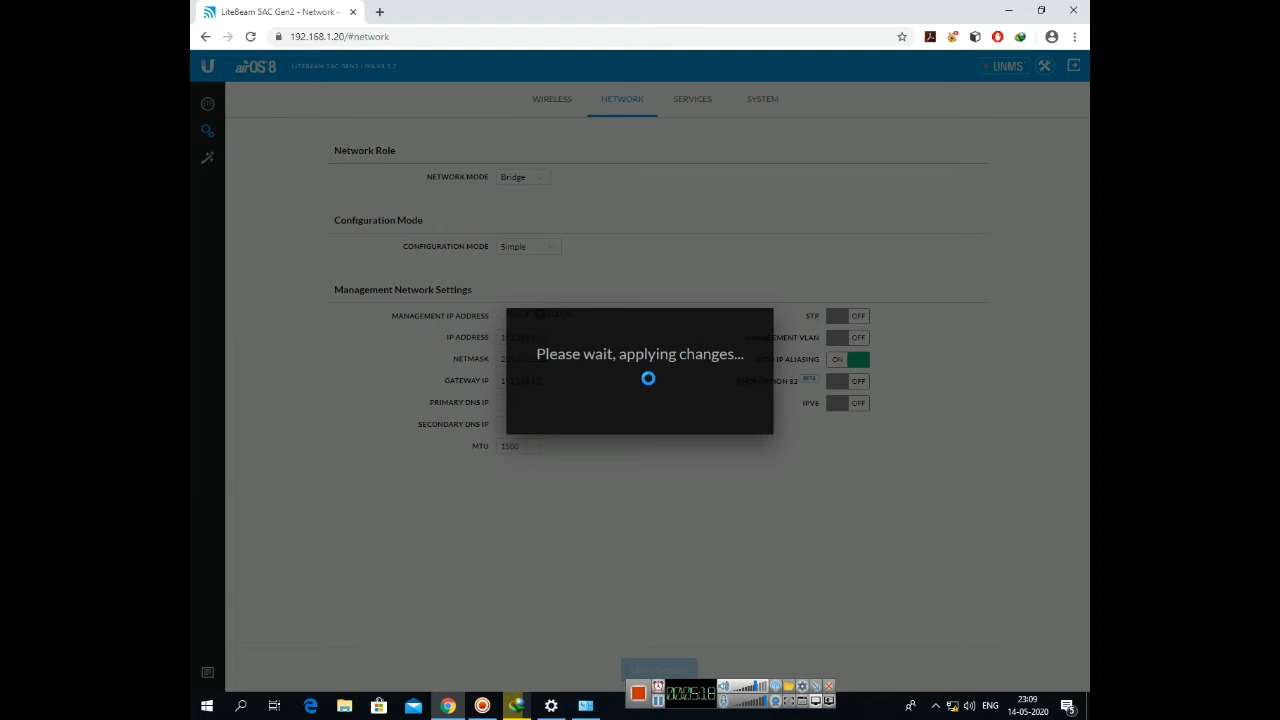 LiteBeam 5AC Gen2 - Network -
192.168.1.20/#network
airOS 8
UNMS
WIRELESS NETWORK SERVICES SYSTEM
Network Role
NETWORK MODE Bridge
Configuration Mode
CONFIGURATION MODE Simple
Management Network Settings
MANAGEMENT IP ADDRESS
IP ADDRESS
NETMASK
GATEWAY IP
PRIMARY DNS IP
SECONDARY DNS IP
MTU 1500
STP OFF
MANAGEMENT VLAN OFF
AUTO IP ALIASING ON
BETA OFF
IPV6 OFF
Please wait, applying changes...
ENG
23:09
14-05-2020